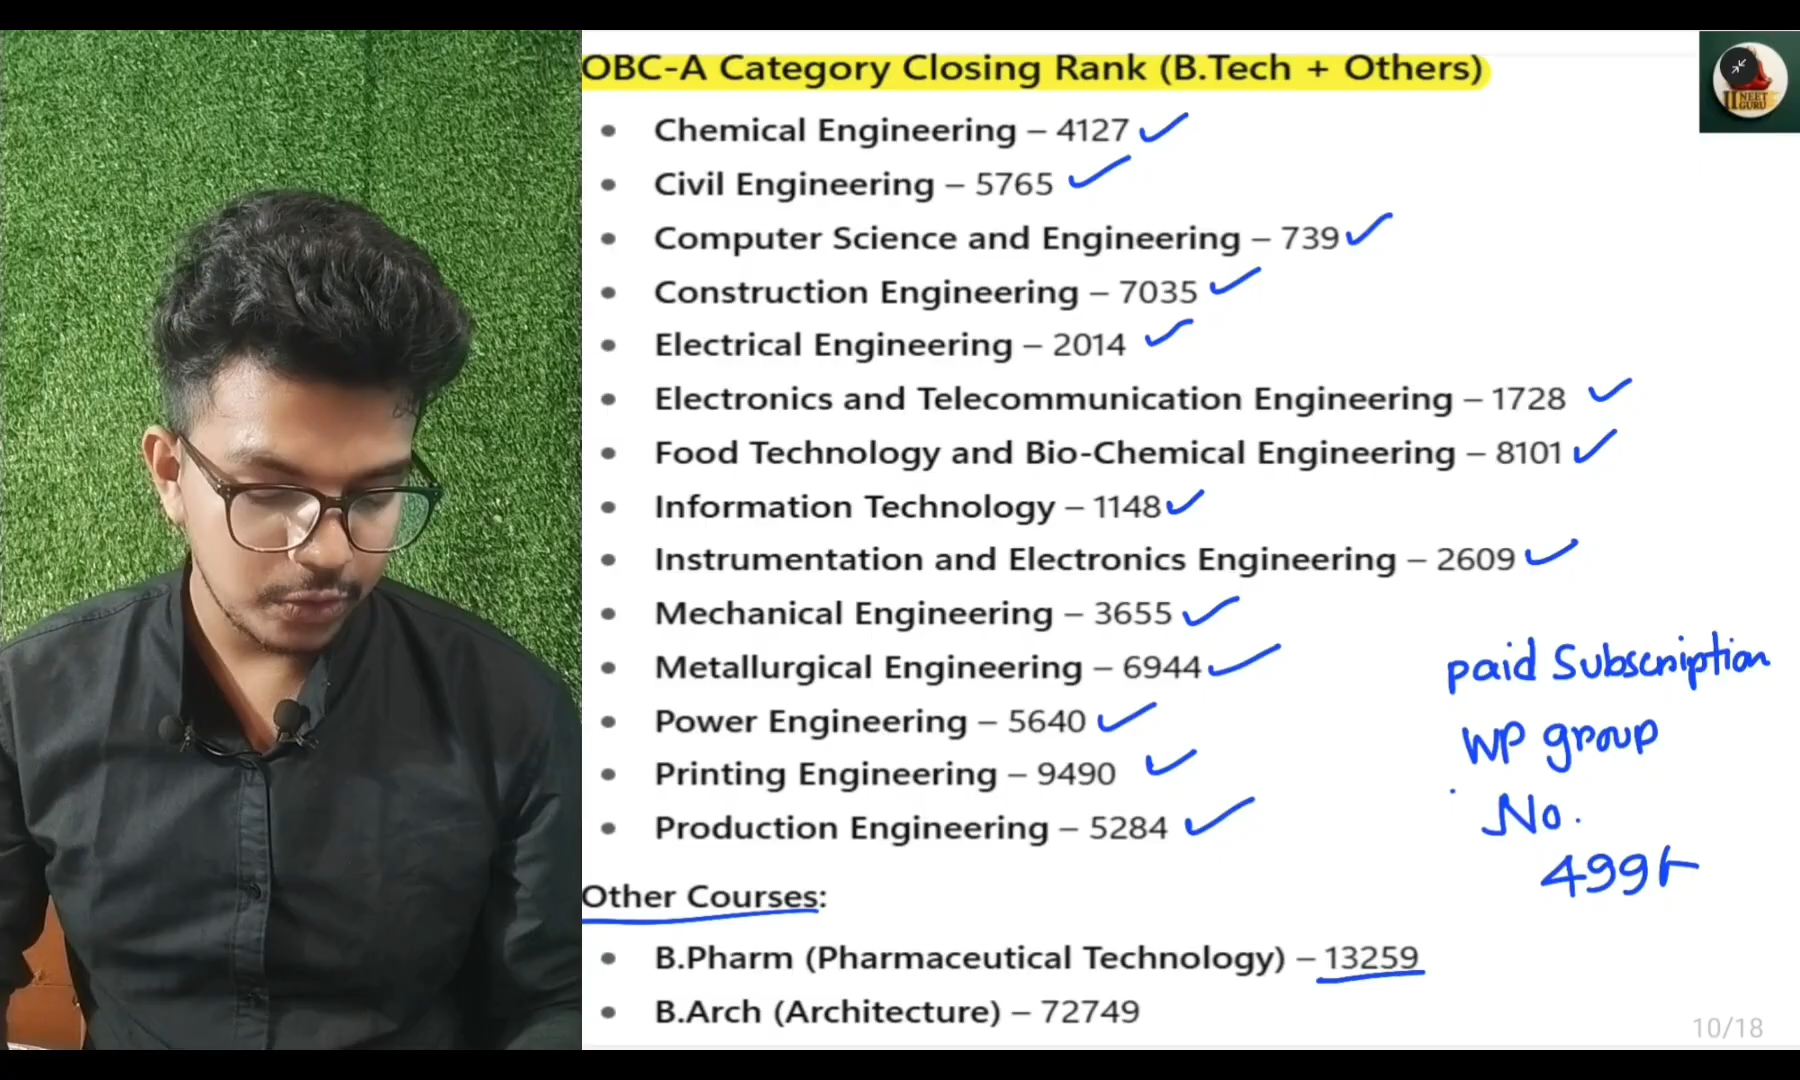 OBC-A Category Closing Rank (B.Tech + Others)
• Chemical Engineering – 4127
• Civil Engineering – 5765
• Computer Science and Engineering – 739
• Construction Engineering – 7035
• Electrical Engineering – 2014
• Electronics and Telecommunication Engineering – 1728
• Food Technology and Bio-Chemical Engineering – 8101
• Information Technology – 1148
• Instrumentation and Electronics Engineering – 2609
• Mechanical Engineering – 3655
• Metallurgical Engineering – 6944
• Power Engineering – 5640
• Printing Engineering – 9490
• Production Engineering – 5284
Other Courses:
• B.Pharm (Pharmaceutical Technology) – 13259
• B.Arch (Architecture) – 72749
paid Subscription
WP group
No.
499
10/18
NEET
GURU